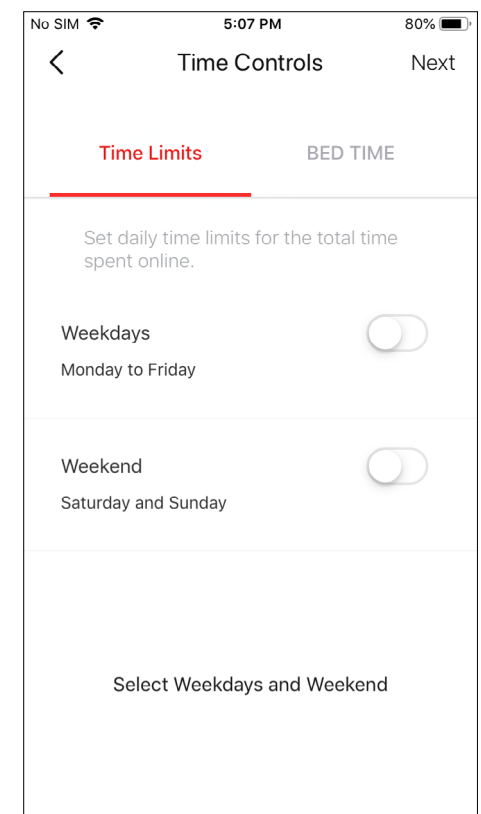 No SIM 5:07 PM 80%
Time Controls Next
Time Limits BED TIME
Set daily time limits for the total time
spent online.
Weekdays
Monday to Friday
Weekend
Saturday and Sunday
Select Weekdays and Weekend